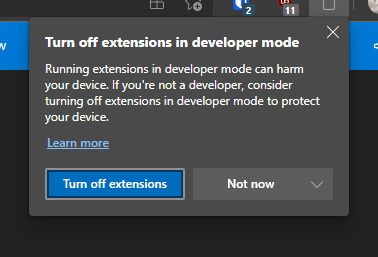 2
11
w
Turn off extensions in developer mode
Running extensions in developer mode can harm
your device. If you're not a developer, consider
turning off extensions in developer mode to protect
your device.
Learn more
Turn off extensions
Not now